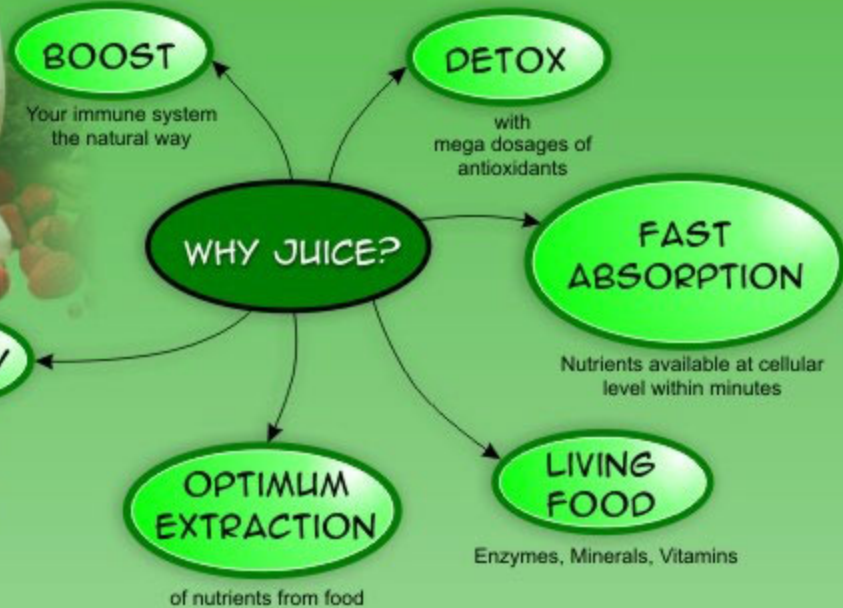 BOOST
Your immune system
the natural way
DETOX
with
mega dosages of
antioxidants
WHY JUICE?
FAST
ABSORPTION
Nutrients available at cellular
level within minutes
OPTIMUM
EXTRACTION
of nutrients from food
LIVING
FOOD
Enzymes, Minerals, Vitamins